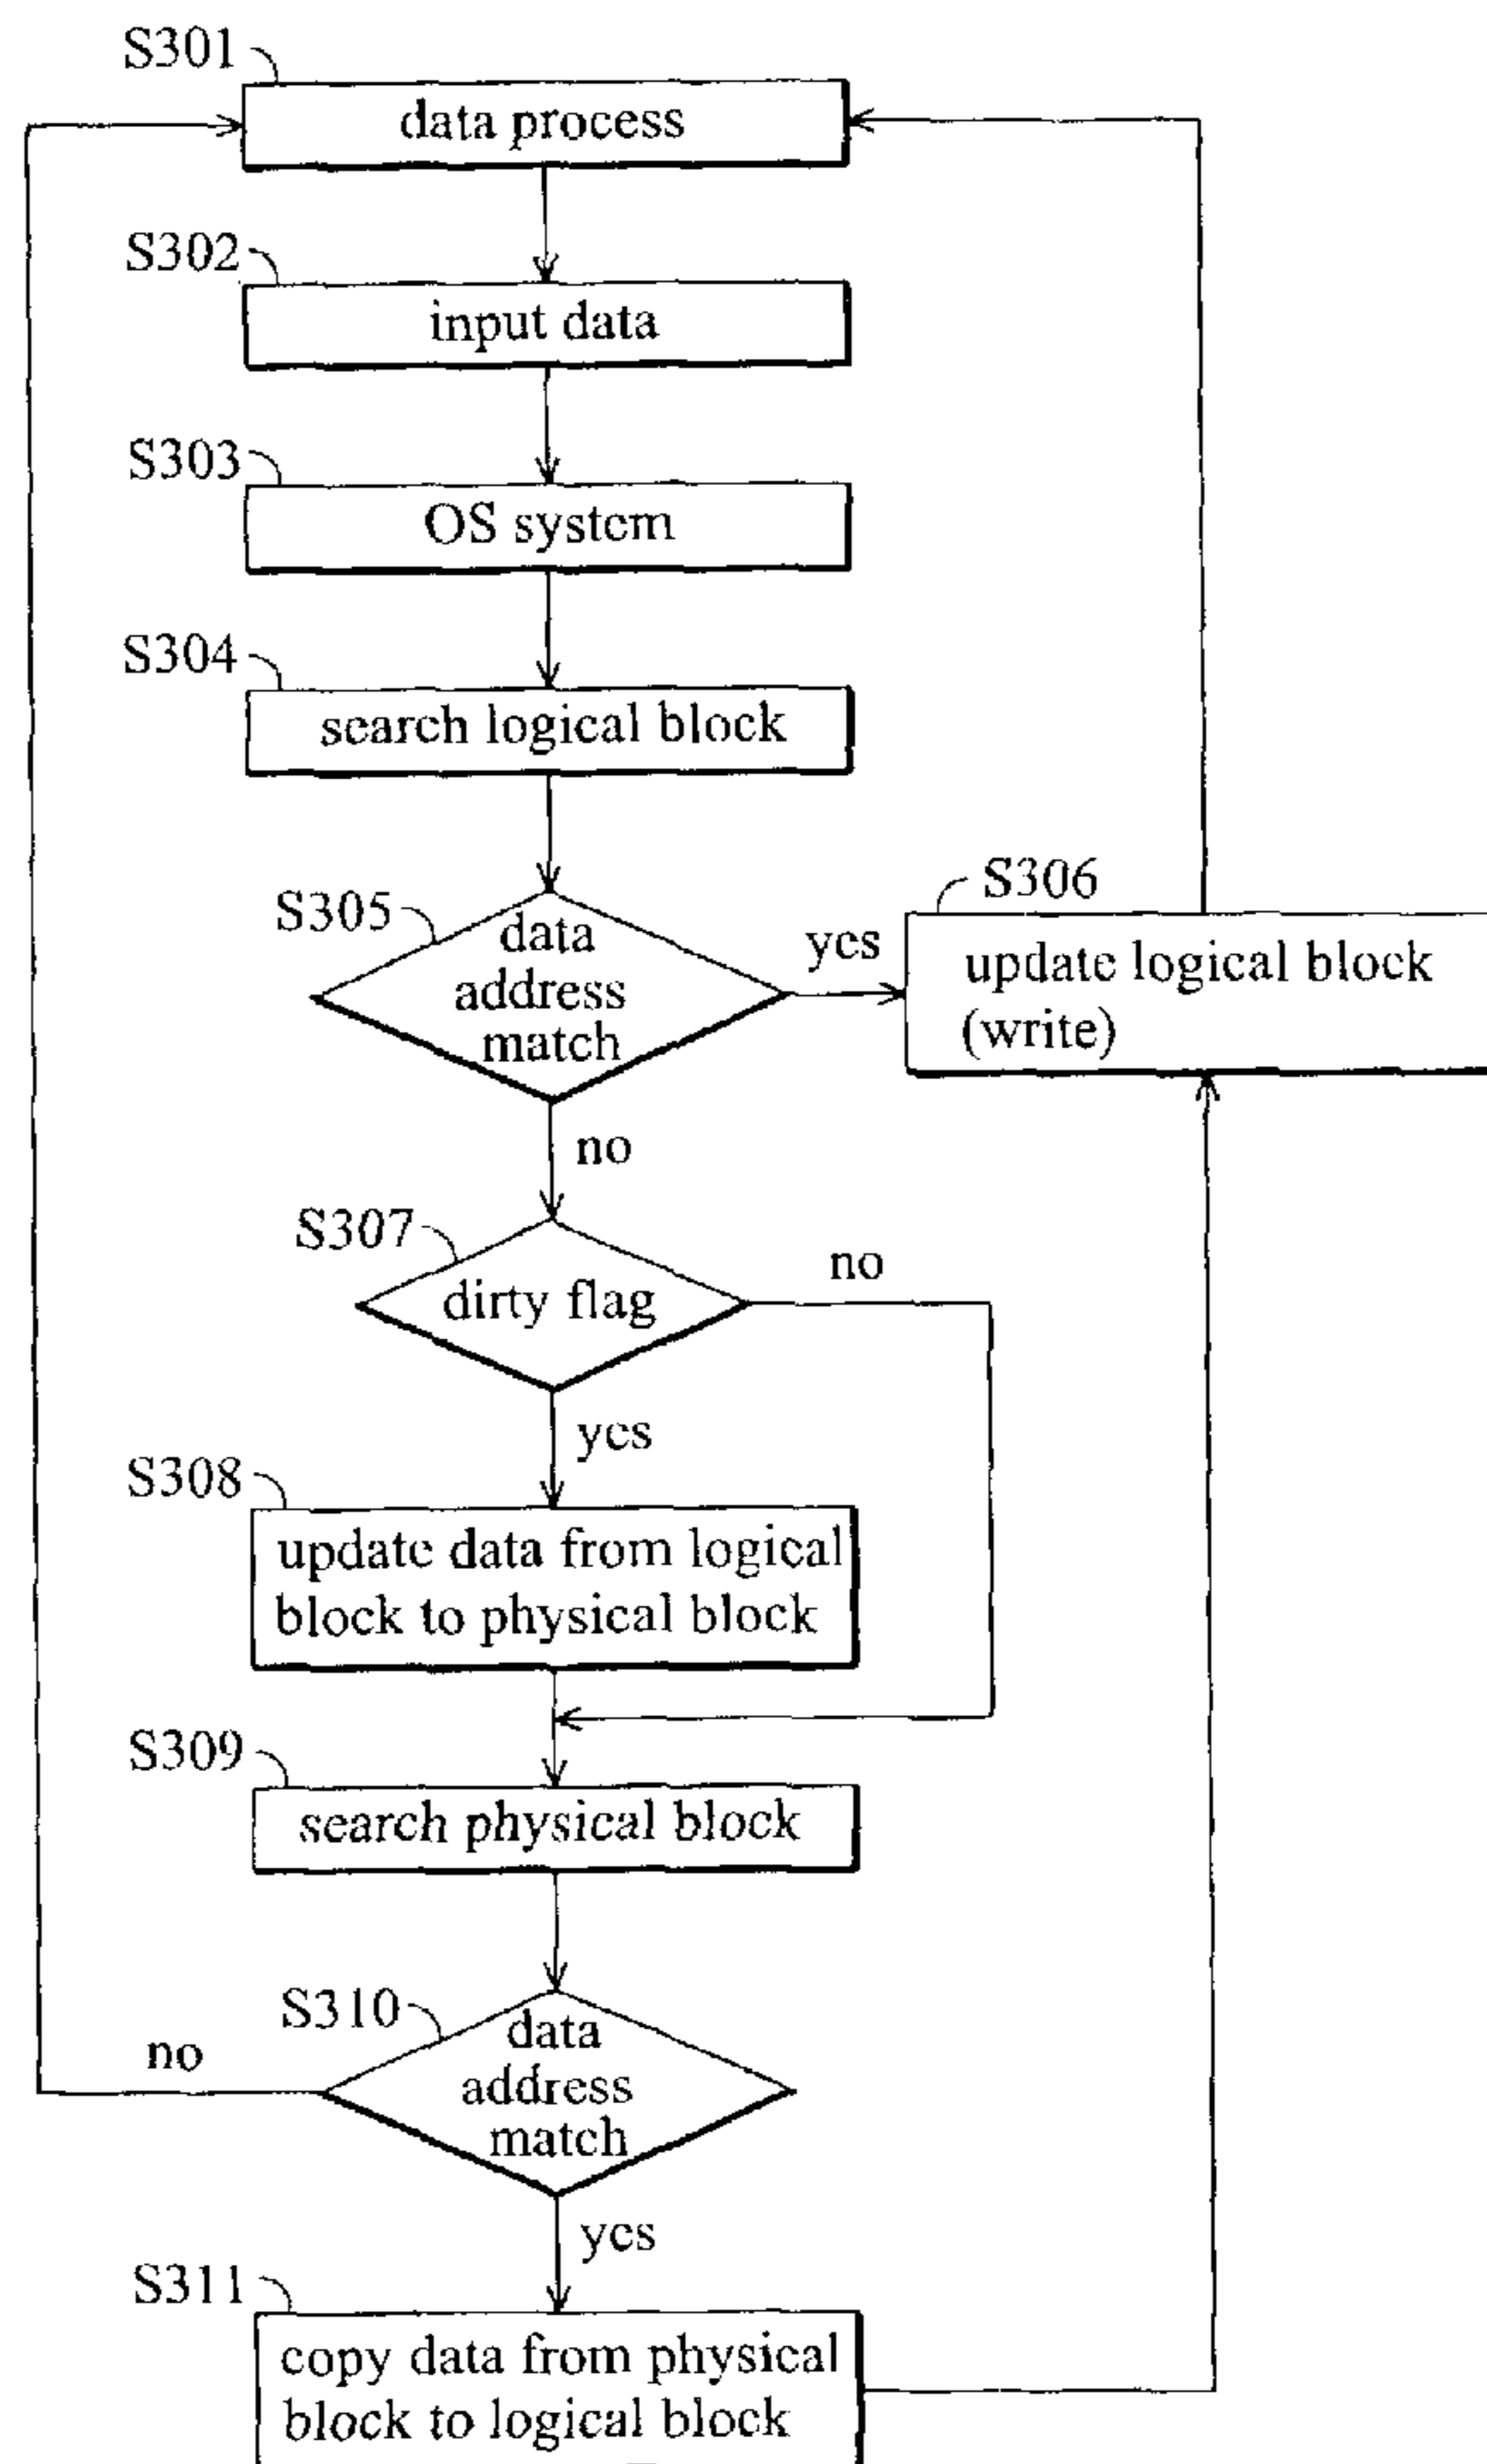 S301
data process
S302
input data
S303
OS system
S304
search logical block
S305
data
address
match
yes
S306
update logical block
(write)
no
S307
dirty flag
no
yes
S308
update data from logical
block to physical block
S309
search physical block
S310
data
address
match
no
yes
S311
copy data from physical
block to logical block